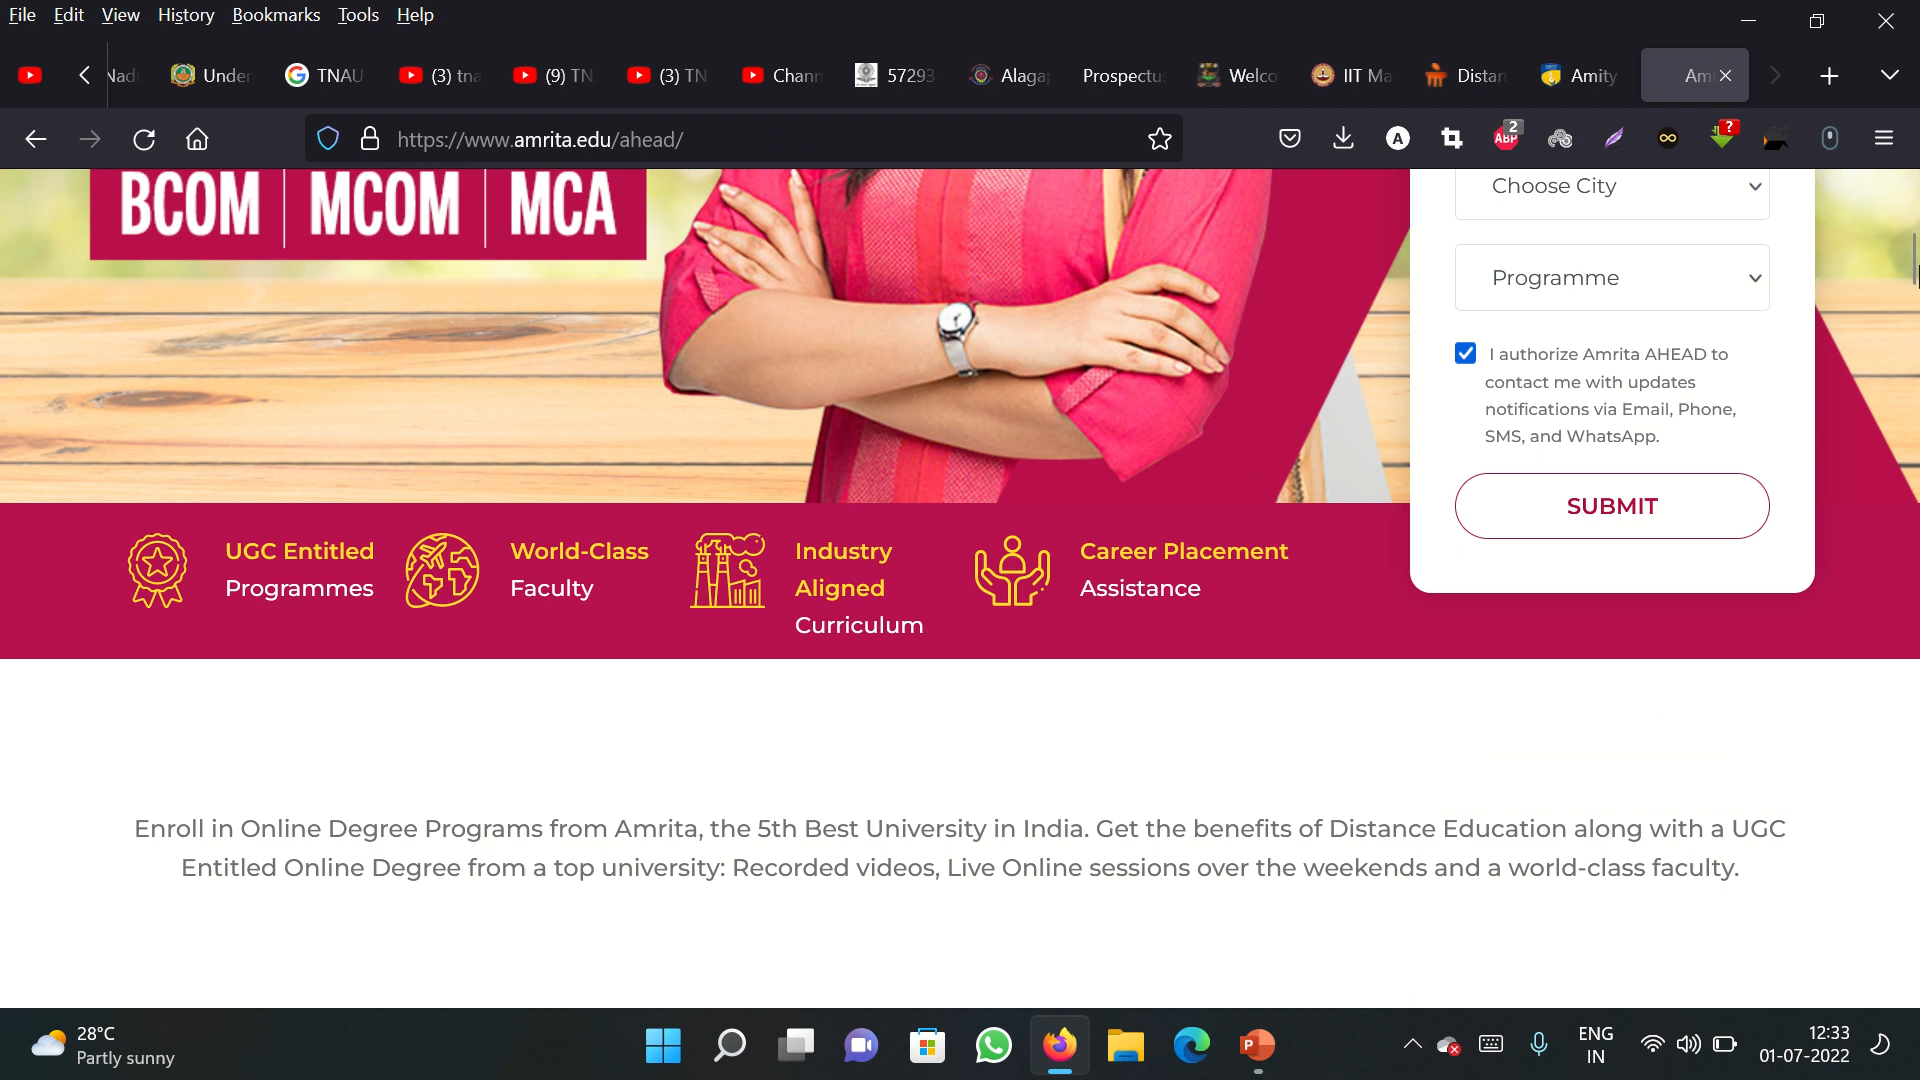 File Edit View History Bookmarks Tools Help
Under TNAU (3) tna (9) TN (3) TN Chann 57293 Alaga Prospectu Welco IIT Ma Distan Amity Am
https://www.amrita.edu/ahead/
ABP 2 ?
BCOM MCOM MCA
Choose City
Programme
I authorize Amrita AHEAD to
contact me with updates
notifications via Email, Phone,
SMS, and WhatsApp.
SUBMIT
UGC Entitled
Programmes
World-Class
Faculty
Industry
Aligned
Curriculum
Career Placement
Assistance
Enroll in Online Degree Programs from Amrita, the 5th Best University in India. Get the benefits of Distance Education along with a UGC
Entitled Online Degree from a top university: Recorded videos, Live Online sessions over the weekends and a world-class faculty.
28°C
Partly sunny
ENG
IN
12:33
01-07-2022